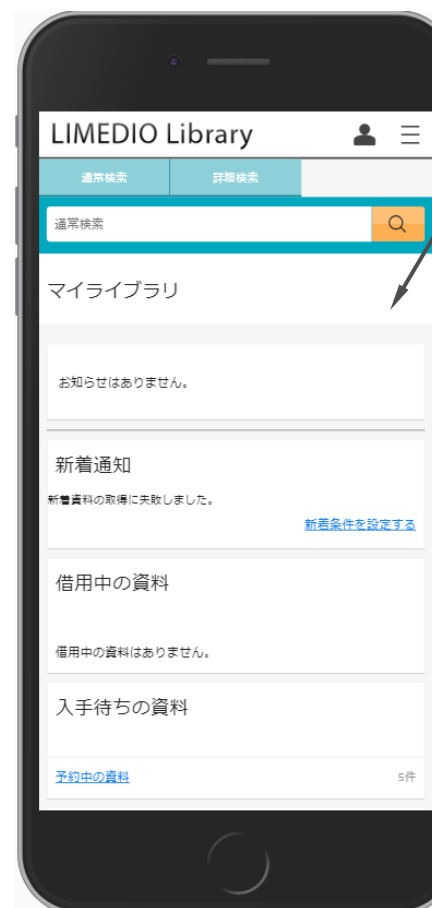 LIMEDIO Library
通常検索 詳細検索
通常検索
マイライブラリ
お知らせはありません。
新着通知
新着資料の取得に失敗しました。
新着条件を設定する
借用中の資料
借用中の資料はありません。
入手待ちの資料
予約中の資料 5件